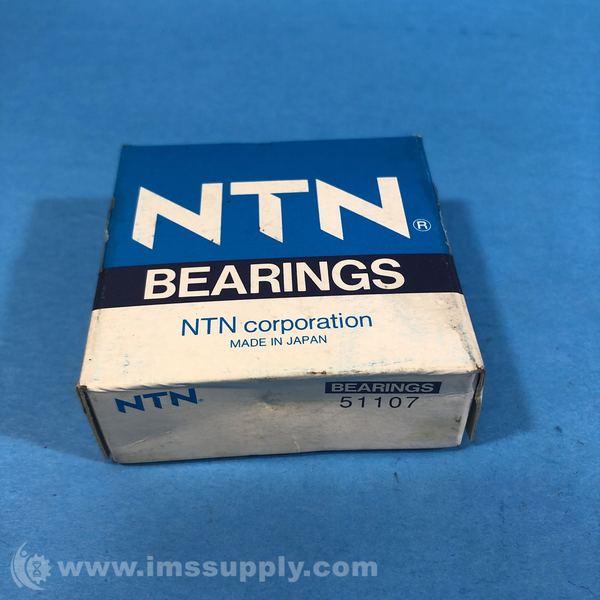 NTN®
BEARINGS
NTN corporation
MADE IN JAPAN
NTN®
BEARINGS
51107
www.imssupply.com